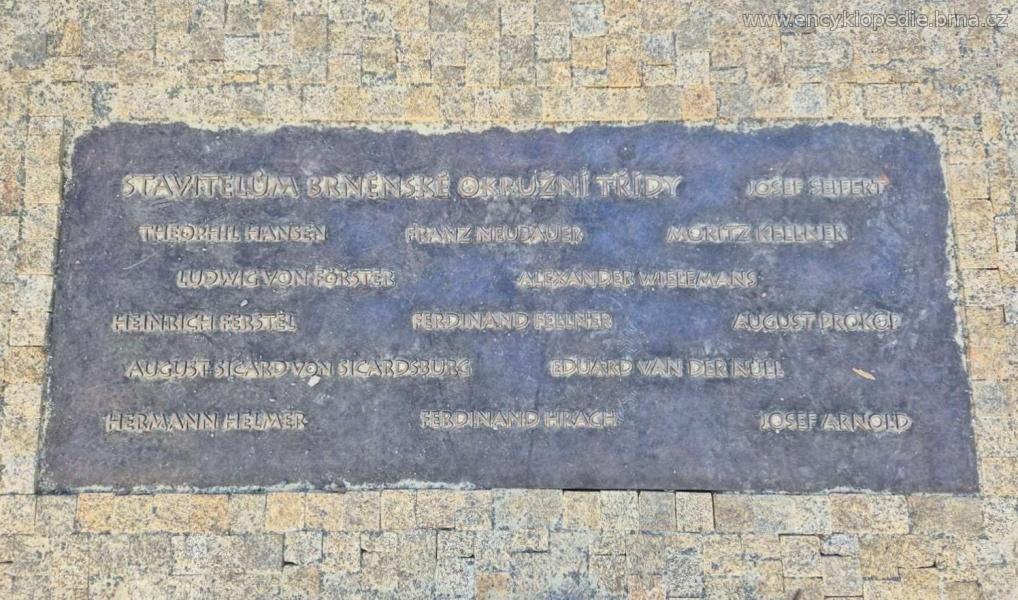 www.encyklopedie.brna.cz
STAVITELŮM BRNĚNSKÉ OKRUŽNÍ TŘÍDY JOSEF SEIFERT
THEOPHIL HANSEN FRANZ NEUBAUER MORITZ KELLNER
LUDWIG VON FÖRSTER ALEXANDER WIELEMANS
HEINRICH FERSTEL FERDINAND FELLNER AUGUST PROKOP
AUGUST SICARD VON SICARDSBURG EDUARD VAN DER NÜLL
HERMANN HELMER FERDINAND HRACH JOSEF ARNOLD